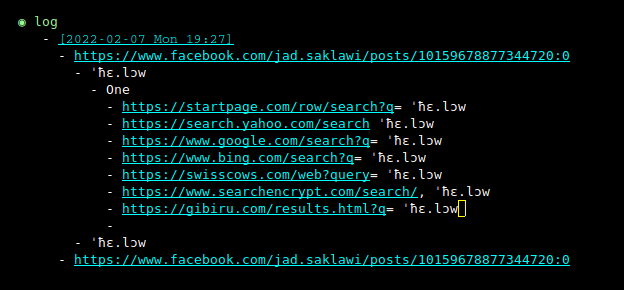 ◉ log
- [2022-02-07 Mon 19:27]
- https://www.facebook.com/jad.saklawi/posts/10159678877344720:0
- ˈħɛ.lɔw
- One
- https://startpage.com/row/search?q= ˈħɛ.lɔw
- https://search.yahoo.com/search ˈħɛ.lɔw
- https://www.google.com/search?q= ˈħɛ.lɔw
- https://www.bing.com/search?q= ˈħɛ.lɔw
- https://swisscows.com/web?query= ˈħɛ.lɔw
- https://www.searchencrypt.com/search/, ˈħɛ.lɔw
- https://gibiru.com/results.html?q= ˈħɛ.lɔw
-
- ˈħɛ.lɔw
- https://www.facebook.com/jad.saklawi/posts/10159678877344720:0